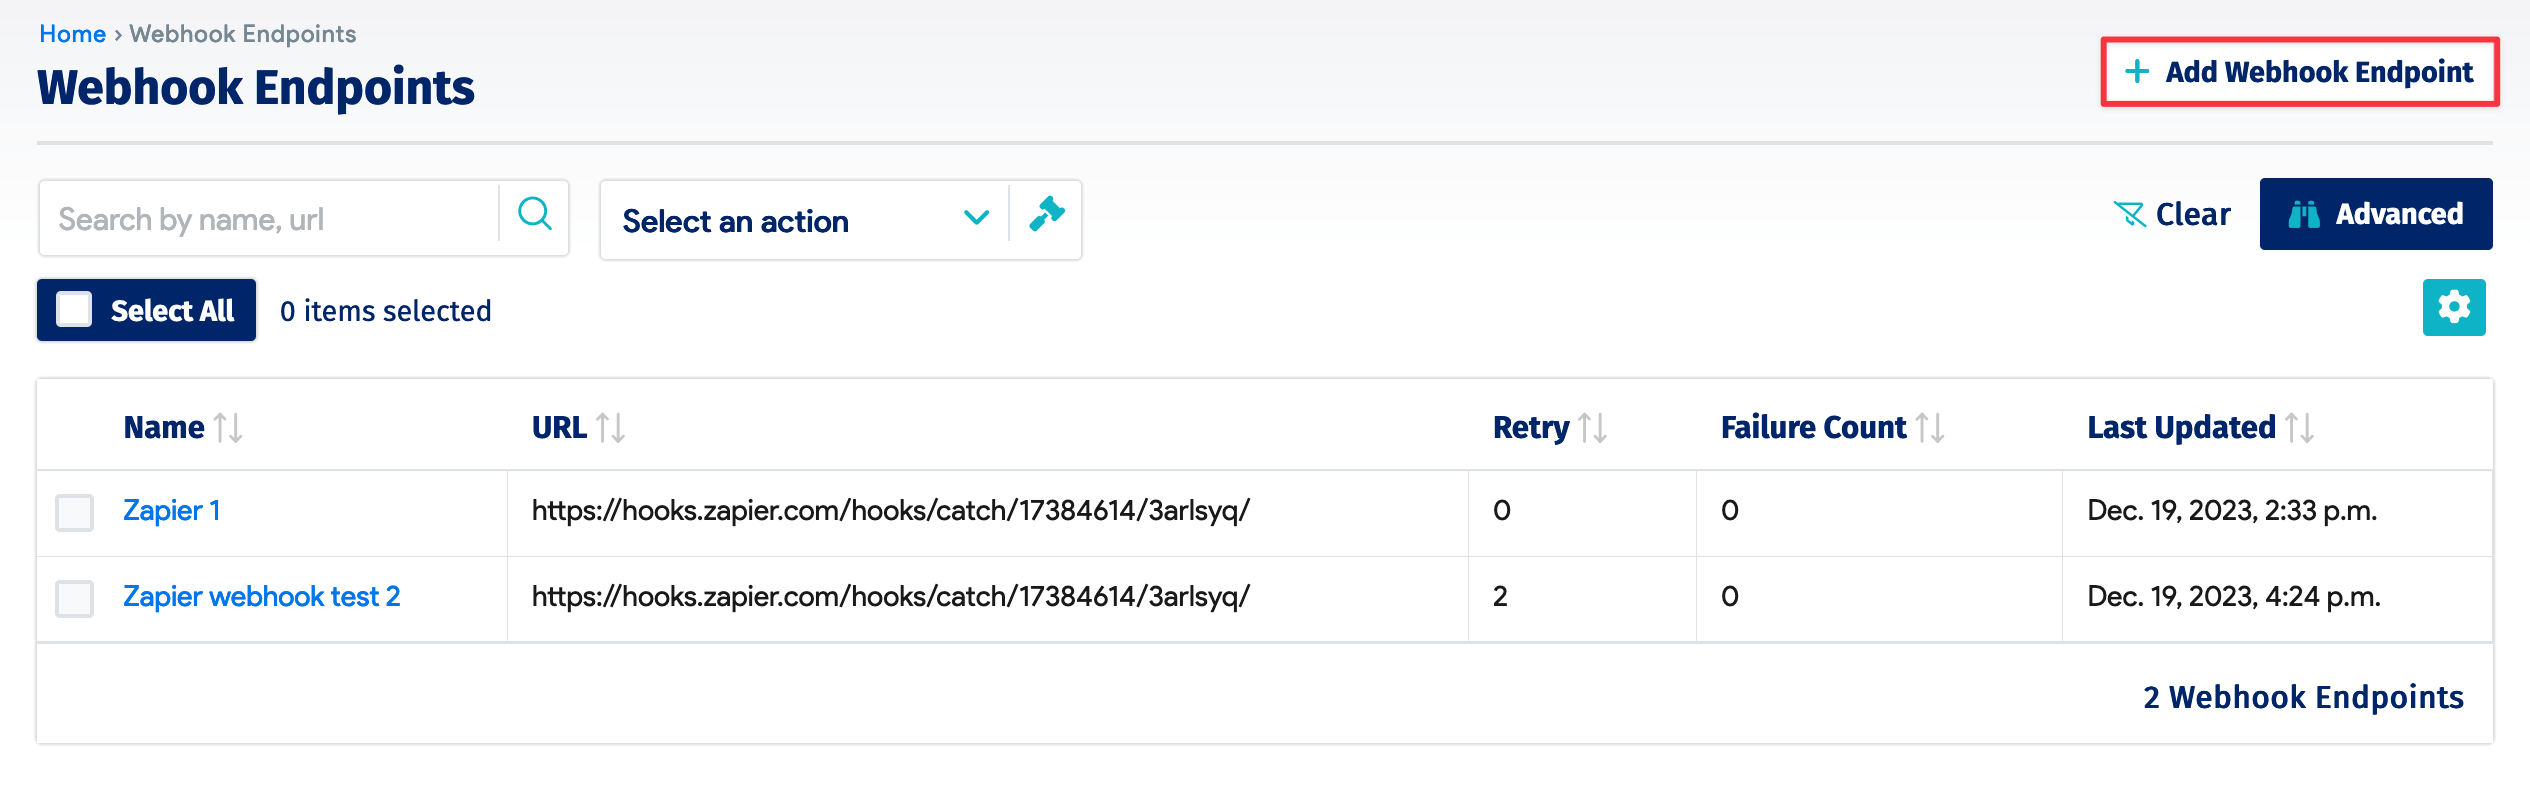 Home › Webhook Endpoints
Webhook Endpoints
Add Webhook Endpoint
Search by name, url
Select an action
Clear
Advanced
Select All
0 items selected
Name URL Retry Failure Count Last Updated
Zapier 1 https://hooks.zapier.com/hooks/catch/17384614/3arlsyq/ 0 0 Dec. 19, 2023, 2:33 p.m.
Zapier webhook test 2 https://hooks.zapier.com/hooks/catch/17384614/3arlsyq/ 2 0 Dec. 19, 2023, 4:24 p.m.
2 Webhook Endpoints